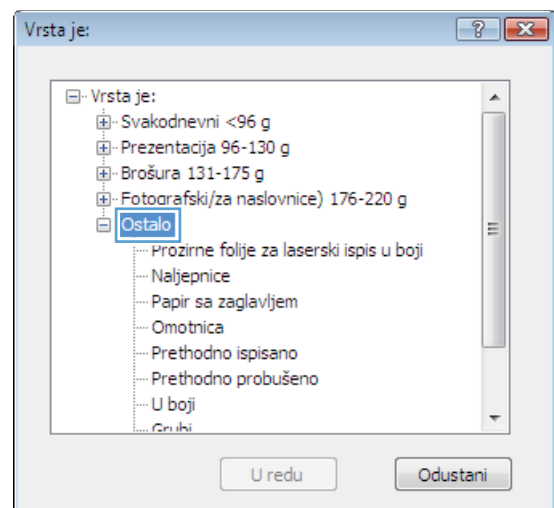 Vrsta je:
Vrsta je:
Svakodnevni <96 g
Prezentacija 96-130 g
Brošura 131-175 g
Fotografski/za naslovnice) 176-220 g
Ostalo
Prozirne folije za laserski ispis u boji
Naljepnice
Papir sa zaglavljem
Omotnica
Prethodno ispisano
Prethodno probušeno
U boji
Grubi
U redu Odustani